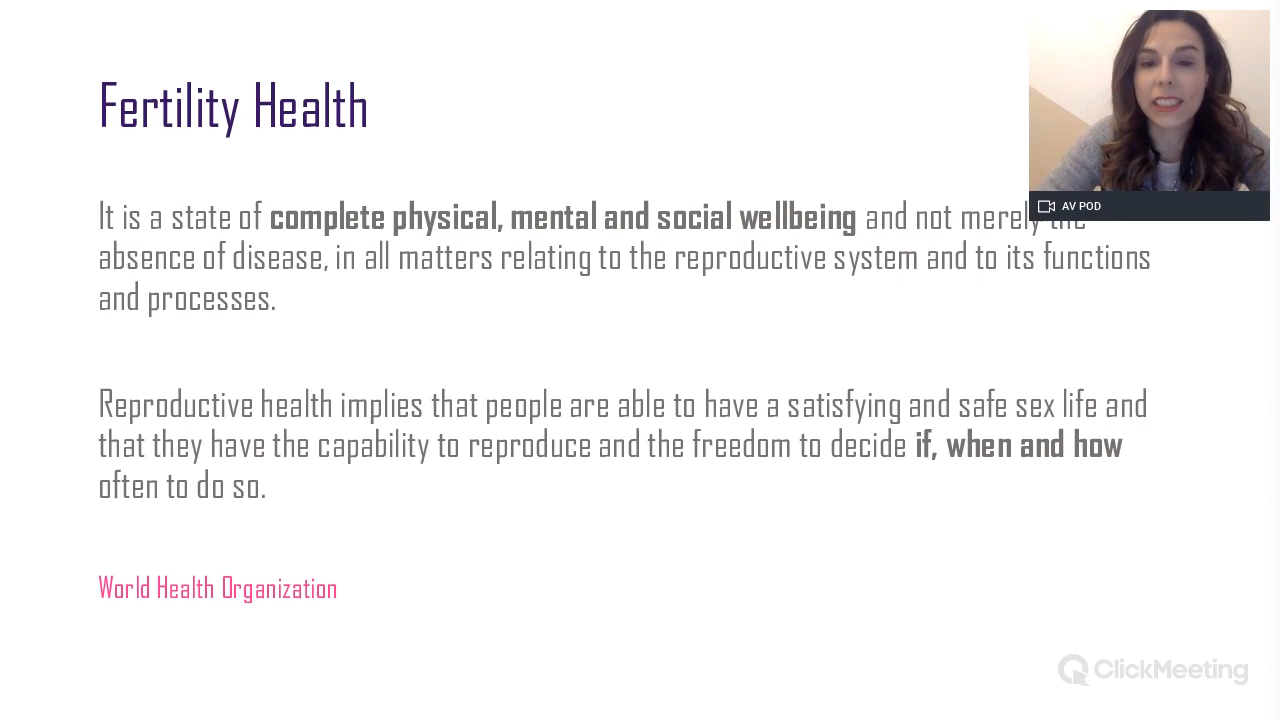 Fertility Health
AV POD
It is a state of complete physical, mental and social wellbeing and not merely the
absence of disease, in all matters relating to the reproductive system and to its functions
and processes.
Reproductive health implies that people are able to have a satisfying and safe sex life and
that they have the capability to reproduce and the freedom to decide if, when and how
often to do so.
World Health Organization
ClickMeeting